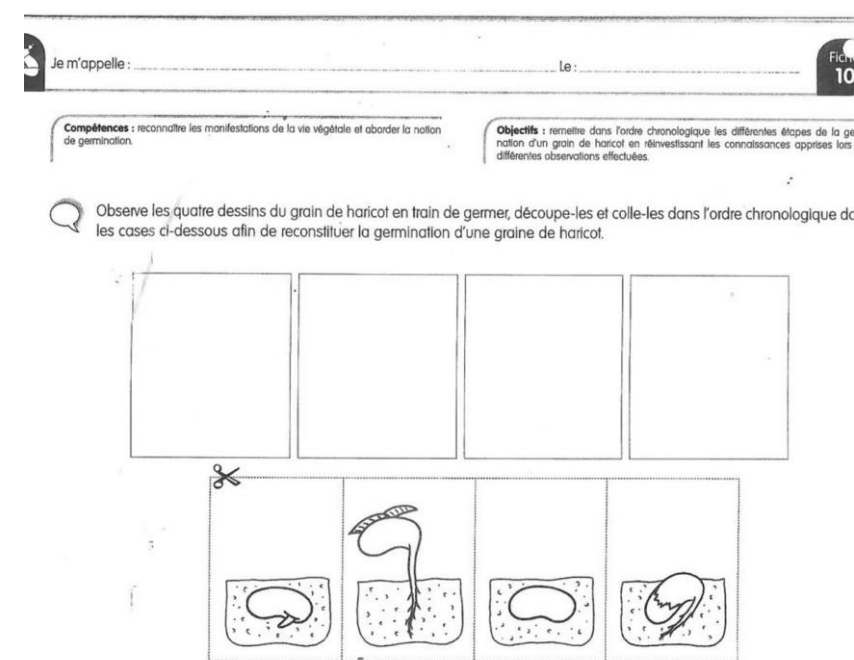 Je m'appelle : Le :
10
Compétences : reconnaître les manifestations de la vie végétale et aborder la notion
de germination.
Objectifs : remettre dans l'ordre chronologique les différentes étapes de la
nation d'un grain de haricot en réinvestissant les connaissances apprises lors
différentes observations effectuées.
Observe les quatre dessins du grain de haricot en train de germer, découpe-les et colle-les dans l'ordre chronologique
les cases ci-dessous afin de reconstituer la germination d'une graine de haricot.